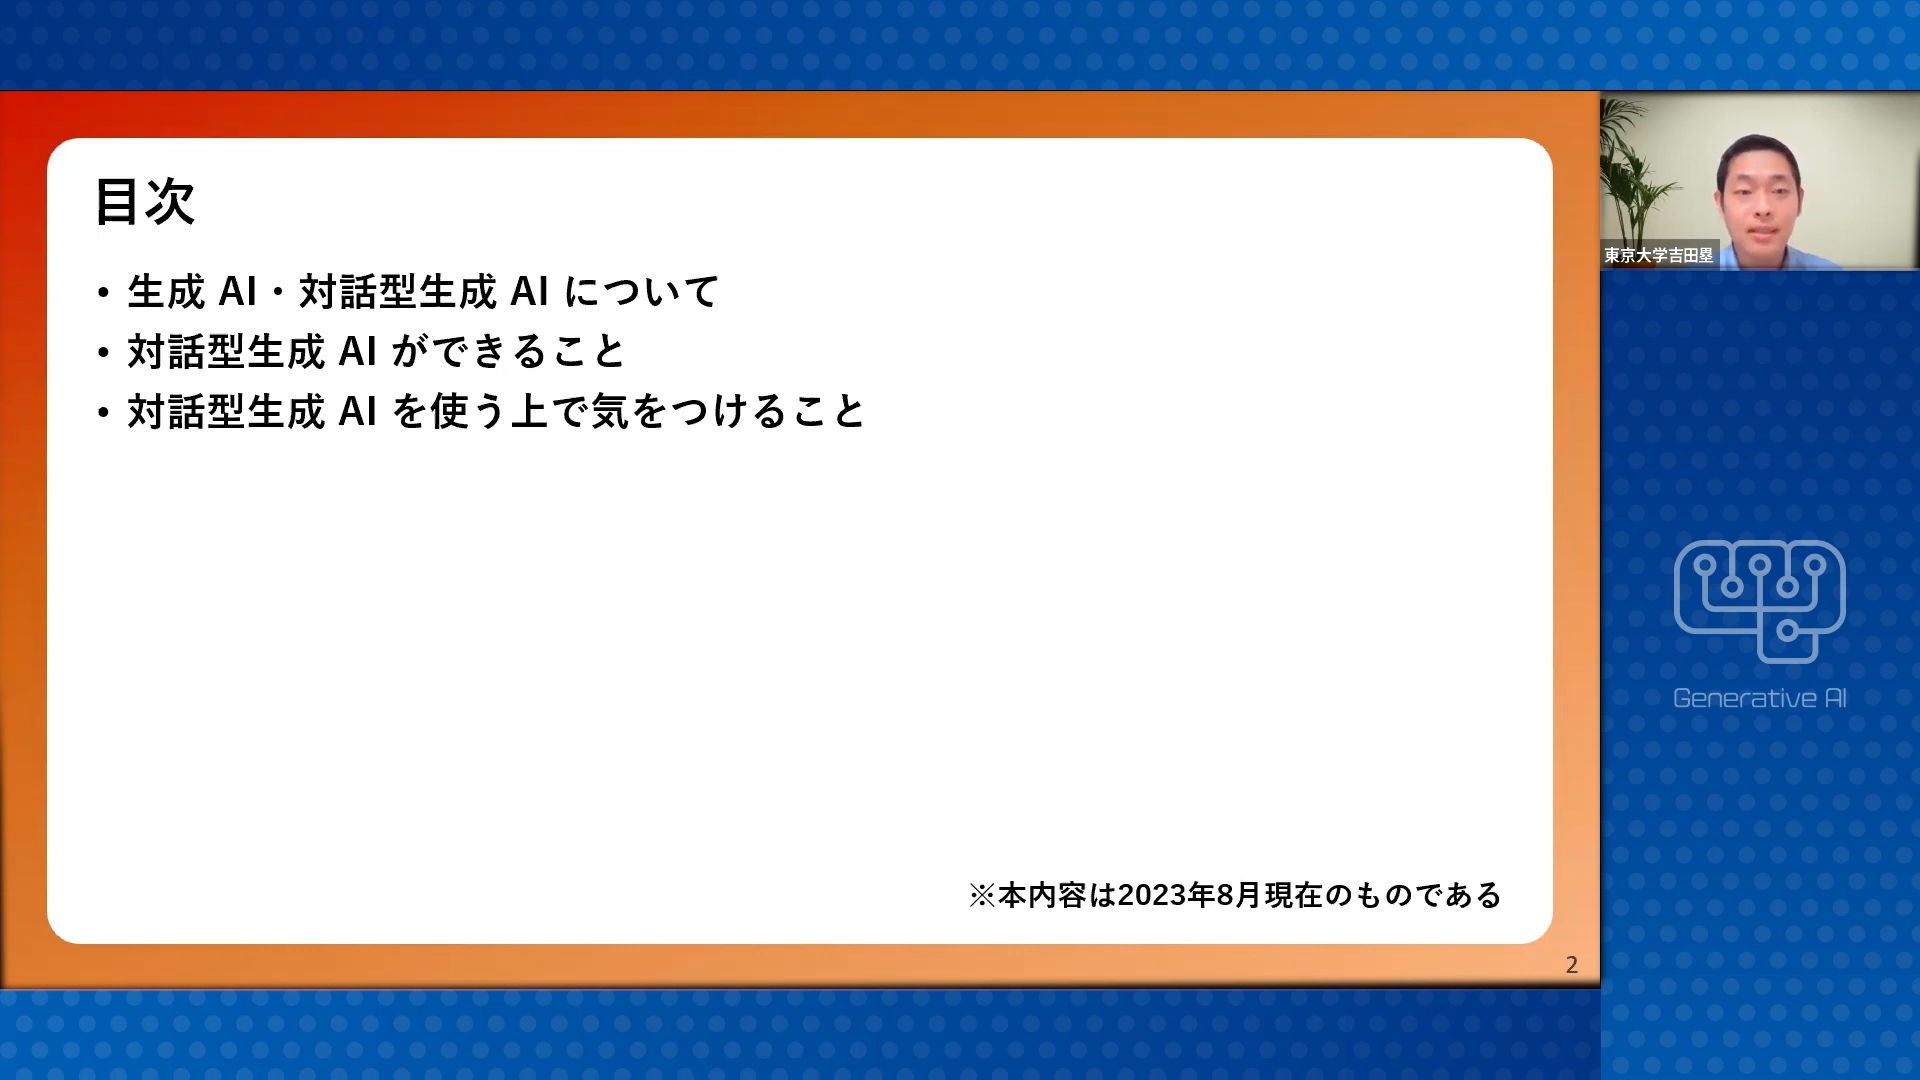 目次
• 生成 AI・対話型生成 AI について
• 対話型生成 AI ができること
• 対話型生成 AI を使う上で気をつけること
※本内容は2023年8月現在のものである
2
東京大学吉田塁
Generative AI